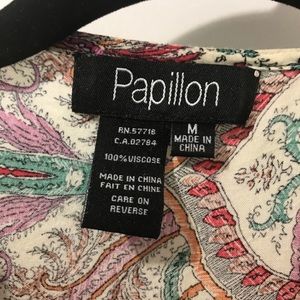 Papillon
RN.57718
C.A.02784
100% VISCOSE
MADE IN CHINA
FAIT EN CHINE
CARE ON
REVERSE
M
MADE IN
CHINA